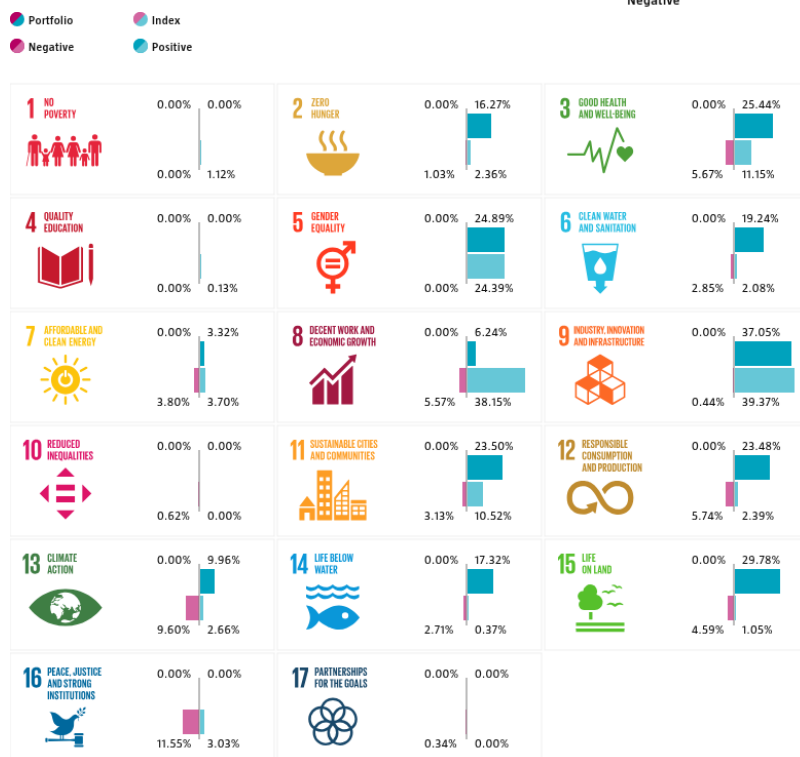 Negative
Portfolio Index
Negative Positive
1 NO POVERTY
0.00% 0.00%
0.00% 1.12%
2 ZERO HUNGER
0.00% 16.27%
1.03% 2.36%
3 GOOD HEALTH AND WELL-BEING
0.00% 25.44%
5.67% 11.15%
4 QUALITY EDUCATION
0.00% 0.00%
0.00% 0.13%
5 GENDER EQUALITY
0.00% 24.89%
0.00% 24.39%
6 CLEAN WATER AND SANITATION
0.00% 19.24%
2.85% 2.08%
7 AFFORDABLE AND CLEAN ENERGY
0.00% 3.32%
3.80% 3.70%
8 DECENT WORK AND ECONOMIC GROWTH
0.00% 6.24%
5.57% 38.15%
9 INDUSTRY, INNOVATION AND INFRASTRUCTURE
0.00% 37.05%
0.44% 39.37%
10 REDUCED INEQUALITIES
0.00% 0.00%
0.62% 0.00%
11 SUSTAINABLE CITIES AND COMMUNITIES
0.00% 23.50%
3.13% 10.52%
12 RESPONSIBLE CONSUMPTION AND PRODUCTION
0.00% 23.48%
5.74% 2.39%
13 CLIMATE ACTION
0.00% 9.96%
9.60% 2.66%
14 LIFE BELOW WATER
0.00% 17.32%
2.71% 0.37%
15 LIFE ON LAND
0.00% 29.78%
4.59% 1.05%
16 PEACE, JUSTICE AND STRONG INSTITUTIONS
0.00% 0.00%
11.55% 3.03%
17 PARTNERSHIPS FOR THE GOALS
0.00% 0.00%
0.34% 0.00%